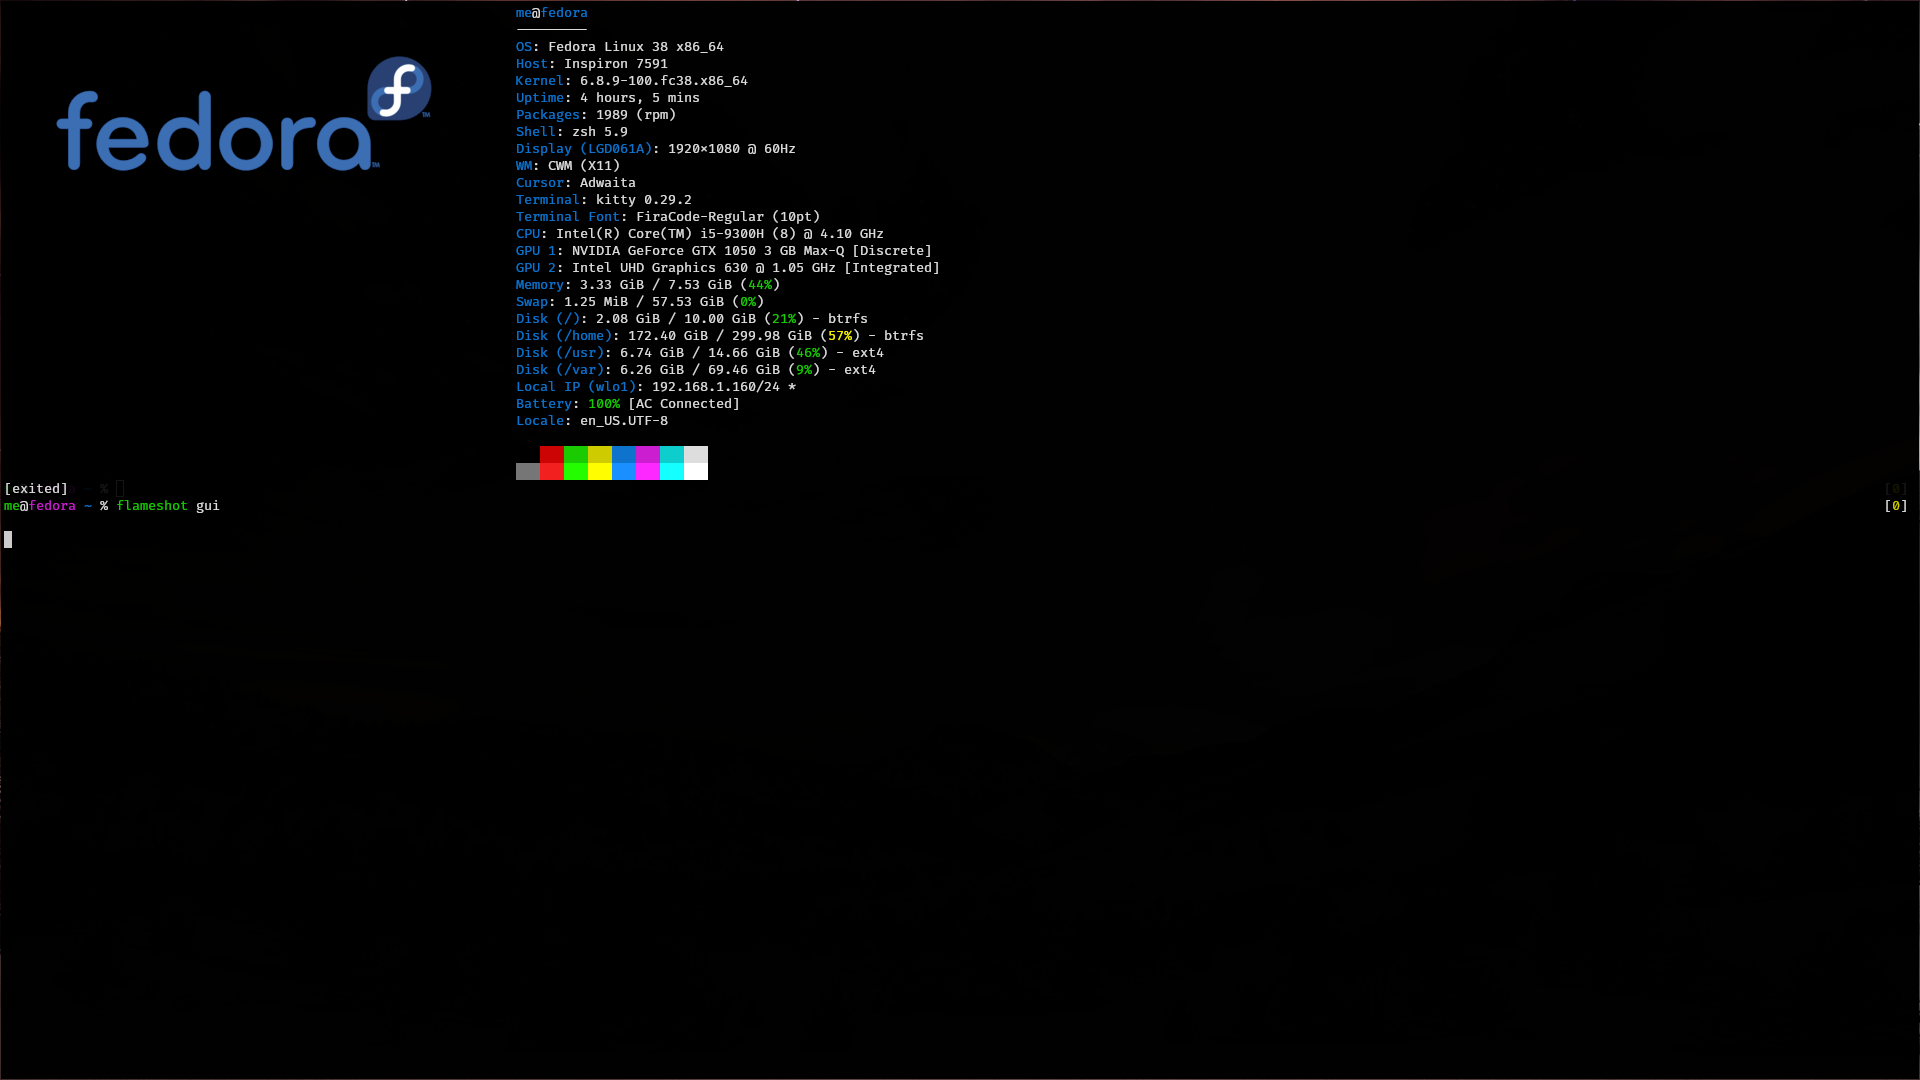 fedora™
me@fedora
---------
OS: Fedora Linux 38 x86_64
Host: Inspiron 7591
Kernel: 6.8.9-100.fc38.x86_64
Uptime: 4 hours, 5 mins
Packages: 1989 (rpm)
Shell: zsh 5.9
Display (LGD061A): 1920×1080 @ 60Hz
WM: CWM (X11)
Cursor: Adwaita
Terminal: kitty 0.29.2
Terminal Font: FiraCode-Regular (10pt)
CPU: Intel(R) Core(TM) i5-9300H (8) @ 4.10 GHz
GPU 1: NVIDIA GeForce GTX 1050 3 GB Max-Q [Discrete]
GPU 2: Intel UHD Graphics 630 @ 1.05 GHz [Integrated]
Memory: 3.33 GiB / 7.53 GiB (44%)
Swap: 1.25 MiB / 57.53 GiB (0%)
Disk (/): 2.08 GiB / 10.00 GiB (21%) - btrfs
Disk (/home): 172.40 GiB / 299.98 GiB (57%) - btrfs
Disk (/usr): 6.74 GiB / 14.66 GiB (46%) - ext4
Disk (/var): 6.26 GiB / 69.46 GiB (9%) - ext4
Local IP (wlo1): 192.168.1.160/24 *
Battery: 100% [AC Connected]
Locale: en_US.UTF-8
[exited] ~ % [0]
me@fedora ~ % flameshot gui [0]